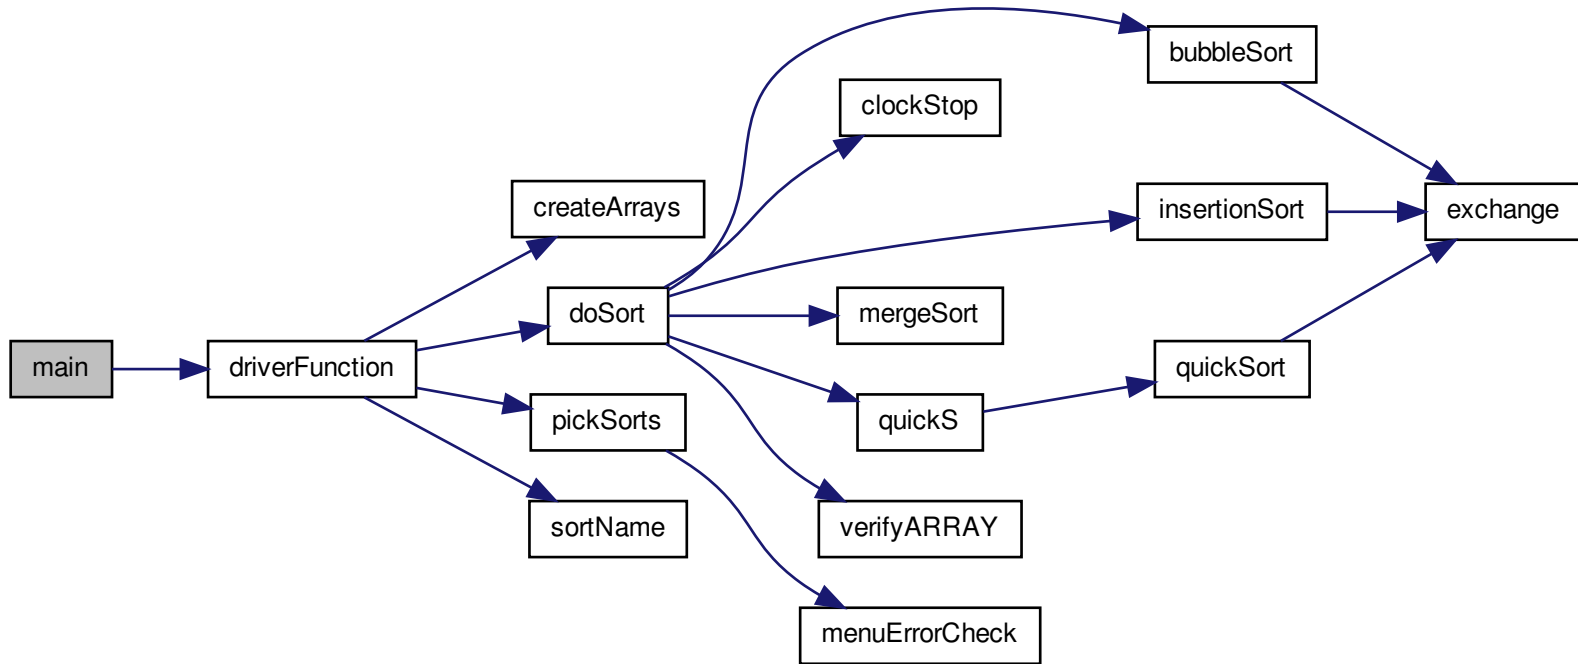 bubbleSort
clockStop
createArrays
insertionSort
exchange
doSort
mergeSort
main
driverFunction
quickSort
pickSorts
quickS
sortName
verifyARRAY
menuErrorCheck